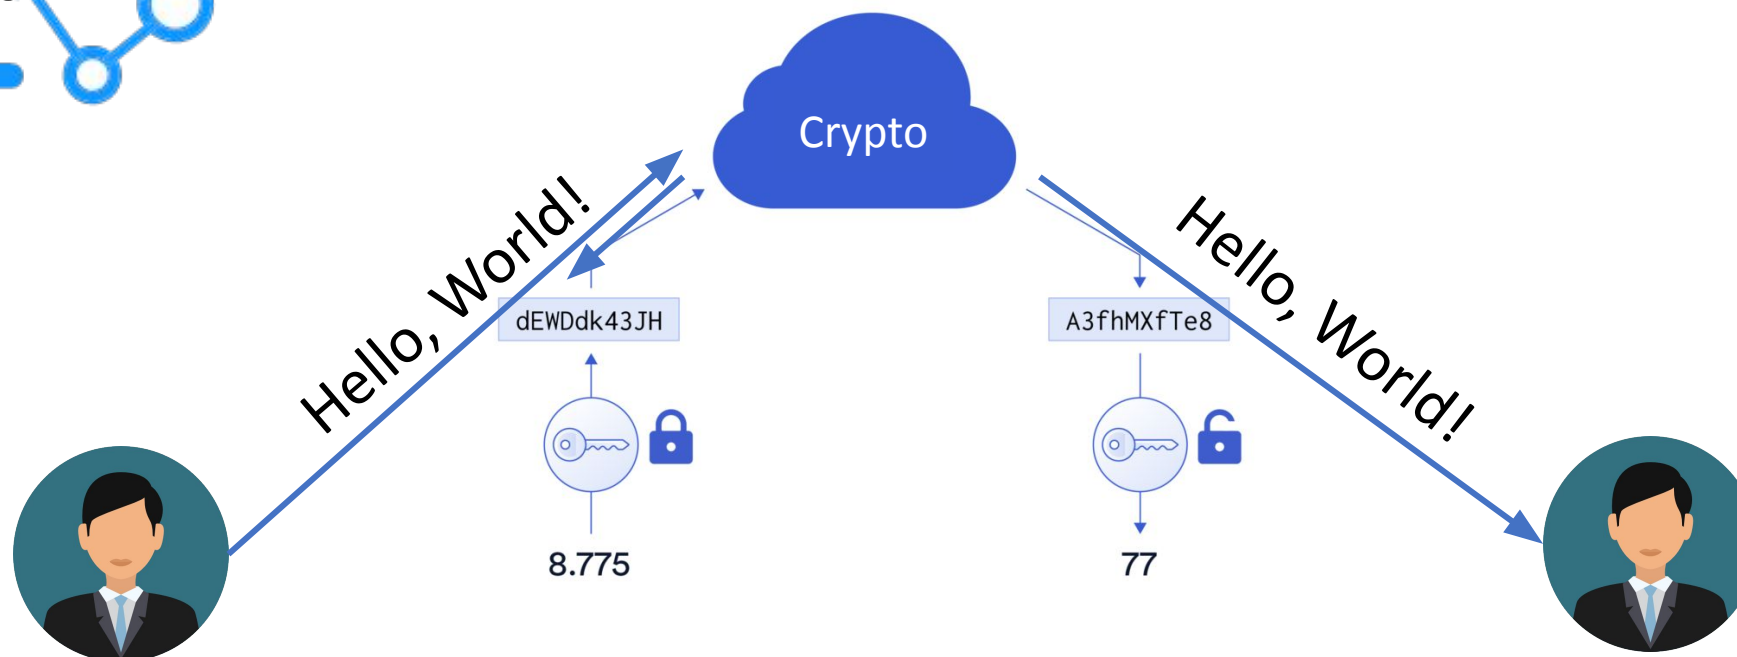 Crypto
Hello, World!
Hello, World!
dEWDdk43JH
A3fhMXfTe8
8.775
77